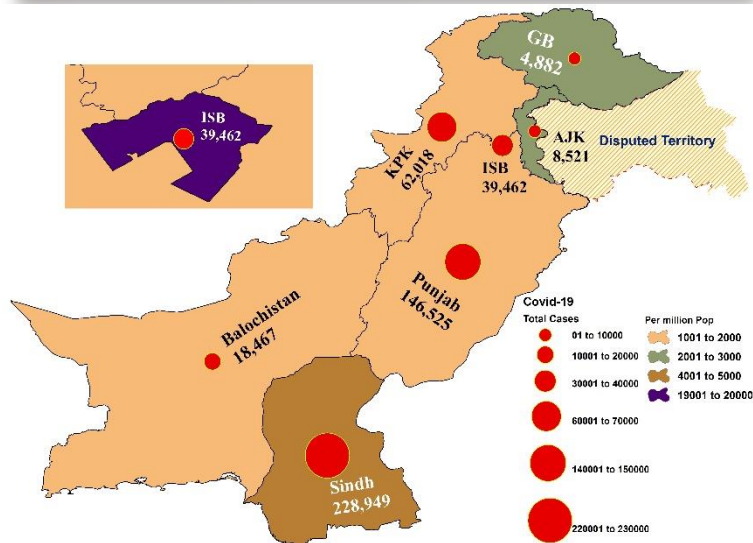 GB
4,882
ISB
39,462
AJK
8,521
Disputed Territory
KPK
62,018
ISB
39,462
Punjab
146,525
Balochistan
18,467
Sindh
228,949
Covid-19
Total Cases
01 to 10000
10001 to 20000
30001 to 40000
60001 to 70000
140001 to 150000
220001 to 230000
Per million Pop
1001 to 2000
2001 to 3000
4001 to 5000
19001 to 20000